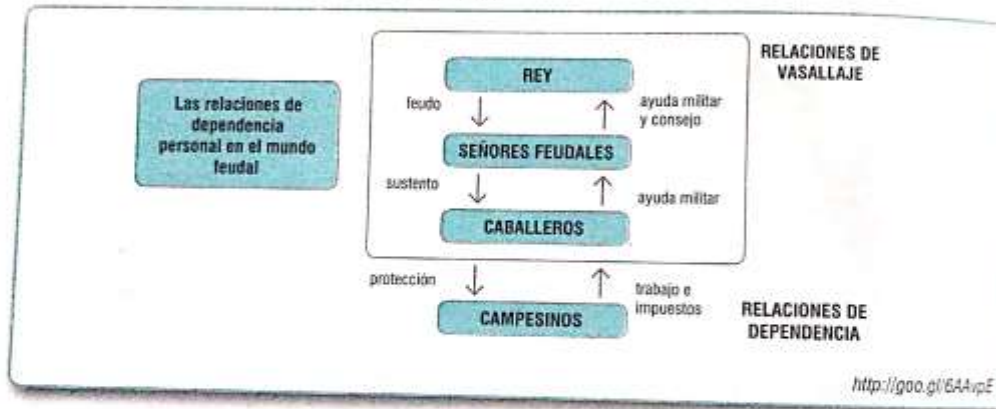 Las relaciones de
dependencia
personal en el mundo
feudal
RELACIONES DE
VASALLAJE
REY
feudo
ayuda militar
y consejo
SEÑORES FEUDALES
sustento
ayuda militar
CABALLEROS
protección
trabajo e
impuestos
CAMPESINOS
RELACIONES DE
DEPENDENCIA
http://goo.gl/6AAvpE